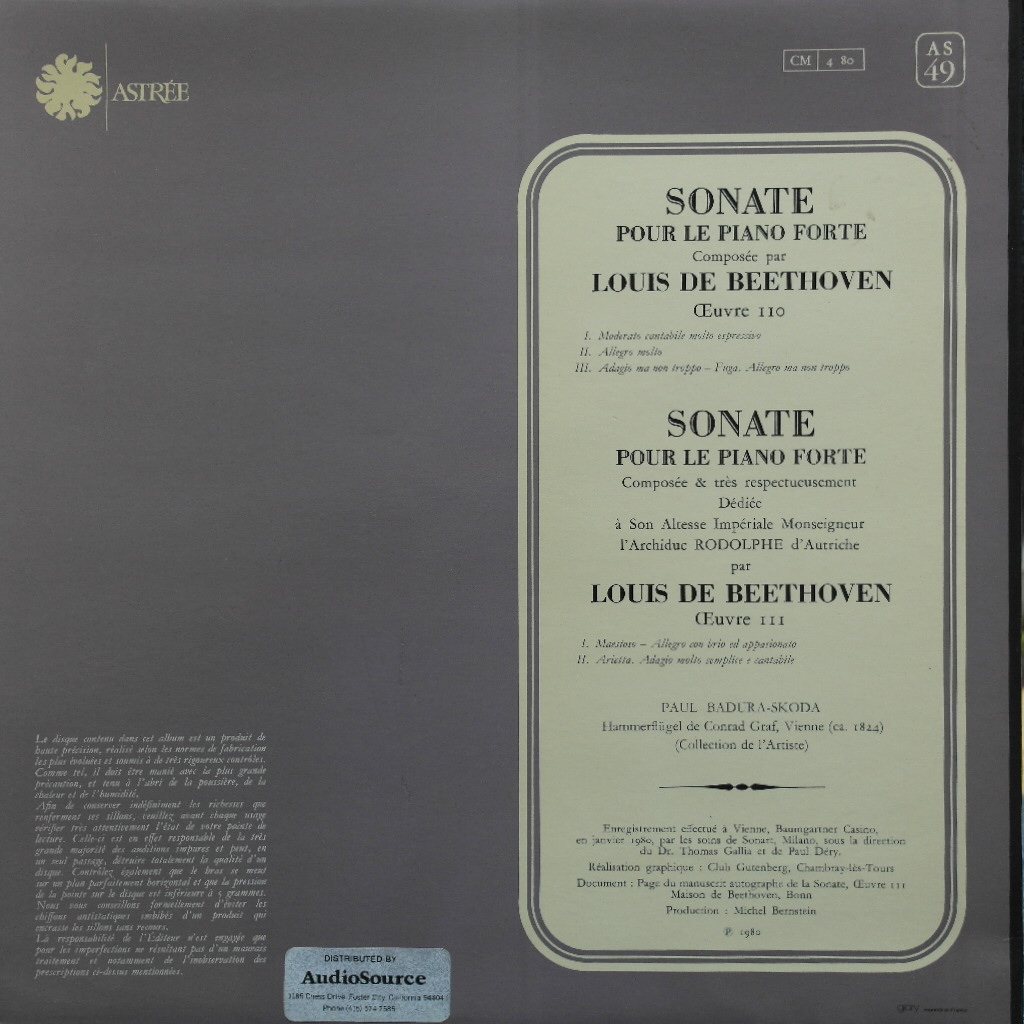 ASTRÉE
CM 4 80
AS
49
SONATE
POUR LE PIANO FORTE
Composée par
LOUIS DE BEETHOVEN
Œuvre 110
I. Moderato cantabile molto espressivo
II. Allegro molto
III. Adagio ma non troppo – Fuga. Allegro ma non troppo
SONATE
POUR LE PIANO FORTE
Composée & très respectueusement
Dédiée
à Son Altesse Impériale Monseigneur
l'Archiduc RODOLPHE d'Autriche
par
LOUIS DE BEETHOVEN
Œuvre 111
I. Maestoso – Allegro con brio ed appassionato
II. Arietta. Adagio molto semplice e cantabile
PAUL BADURA-SKODA
Hammerflügel de Conrad Graf, Vienne (ca. 1824)
(Collection de l'Artiste)
Enregistrement effectué à Vienne, Baumgartner Casino,
en janvier 1980, par les soins de Sonart, Milano, sous la direction
du Dr. Thomas Gallia et de Paul Déry.
Réalisation graphique : Club Gutenberg, Chambray-lès-Tours
Document : Page du manuscrit autographe de la Sonate, Œuvre 111
Maison de Beethoven, Bonn
Production : Michel Bernstein
℗ 1980
Le disque contenu dans cet album est un produit de
haute précision, réalisé selon les normes de fabrication
les plus évoluées et soumis à de très rigoureux contrôles.
Comme tel, il doit être manié avec la plus grande
précaution, et tenu à l'abri de la poussière, de la
chaleur et de l'humidité.
Afin de conserver indéfiniment les richesses que
renferment ses sillons, veuillez avant chaque usage
vérifier très attentivement l'état de votre pointe de
lecture. Celle-ci est en effet responsable de la très
grande majorité des auditions impures et peut, en
un seul passage, détruire totalement la qualité d'un
disque. Contrôlez également que le bras se meut
sur un plan parfaitement horizontal et que la pression
de la pointe sur le disque est inférieure à 5 grammes.
Nous vous conseillons formellement d'éviter les
chiffons antistatiques imbibés d'un produit qui
encrasse les sillons sans recours.
La responsabilité de l'Éditeur n'est engagée que
pour les imperfections ne résultant pas d'un mauvais
traitement et notamment de l'inobservation des
prescriptions ci-dessus mentionnées.
DISTRIBUTED BY
AudioSource
1185 Chess Drive, Foster City, California 94404
Phone (415) 574-7585